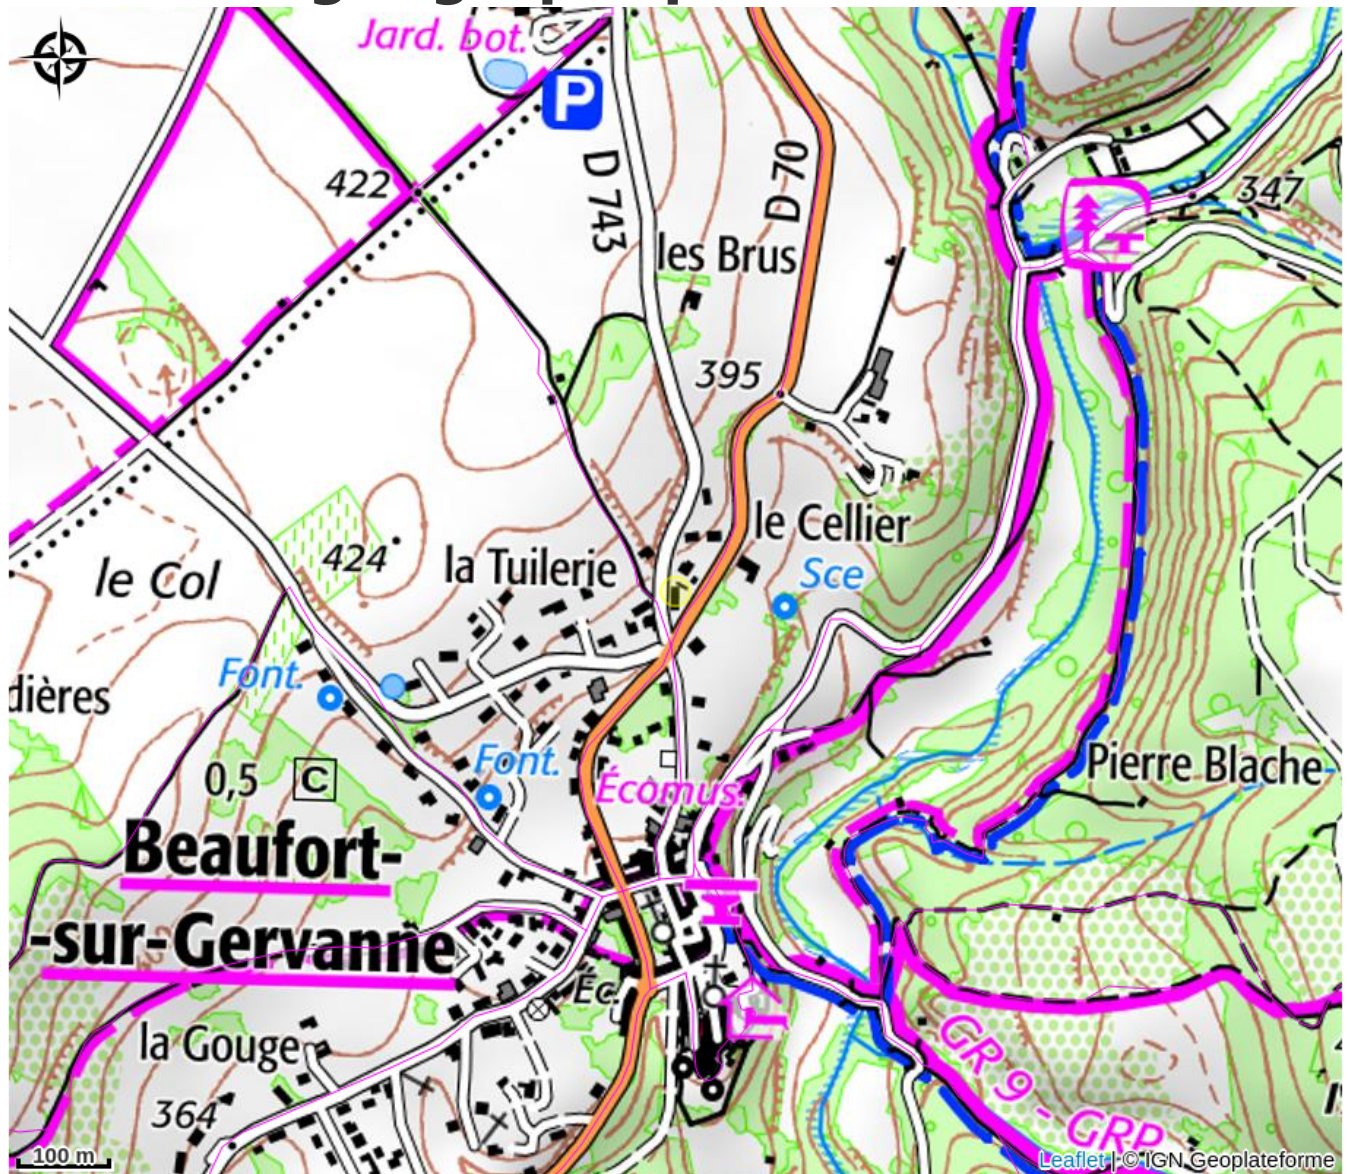 Jard. bot.
P
D 743
D 70
422
347
les Brus
395
le Cellier
Sce
424
la Tuilerie
le Col
Font.
dières
Font.
Pierre Blache
0,5 C
Écomus.
Beaufort-
-sur-Gervanne
Éc.
la Gouge
GR 9 - GRP
364
100 m
Leaflet | © IGN Geoplateforme